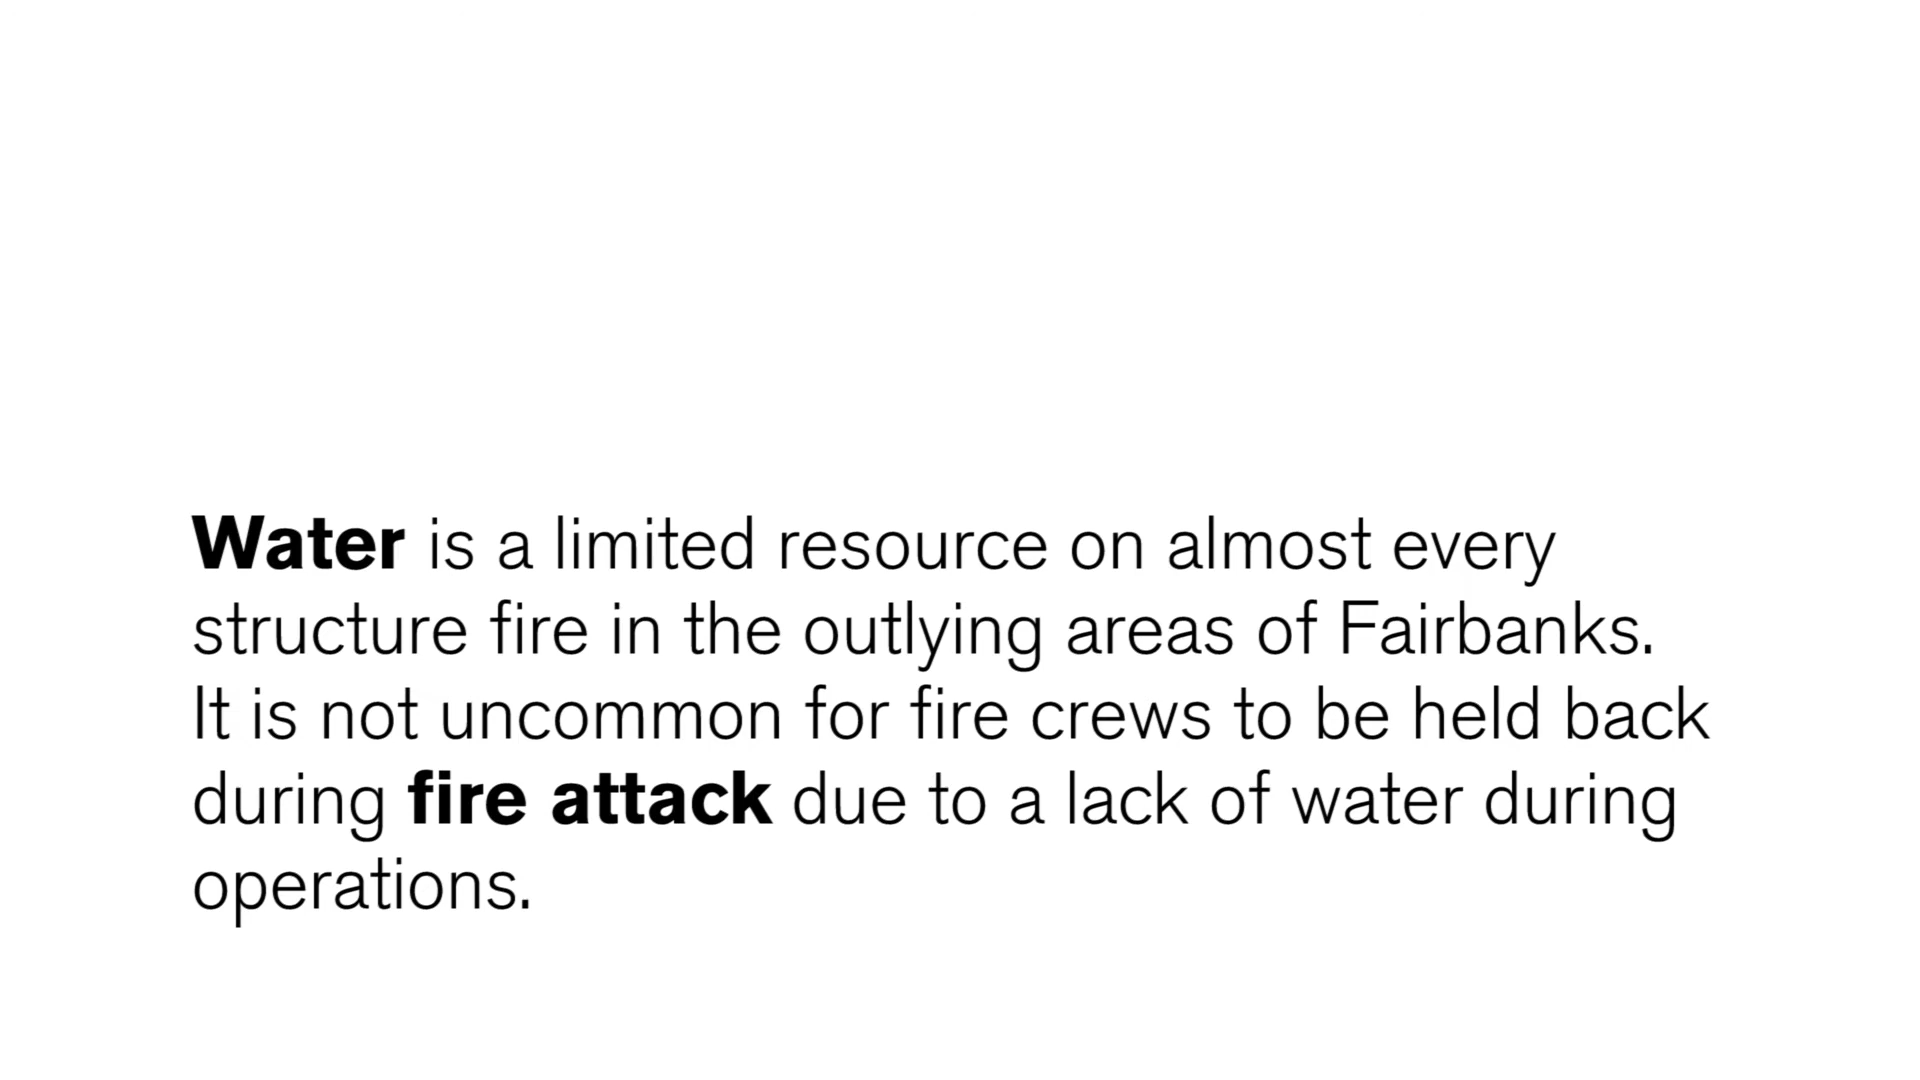 Water is a limited resource on almost every
structure fire in the outlying areas of Fairbanks.
It is not uncommon for fire crews to be held back
during fire attack due to a lack of water during
operations.